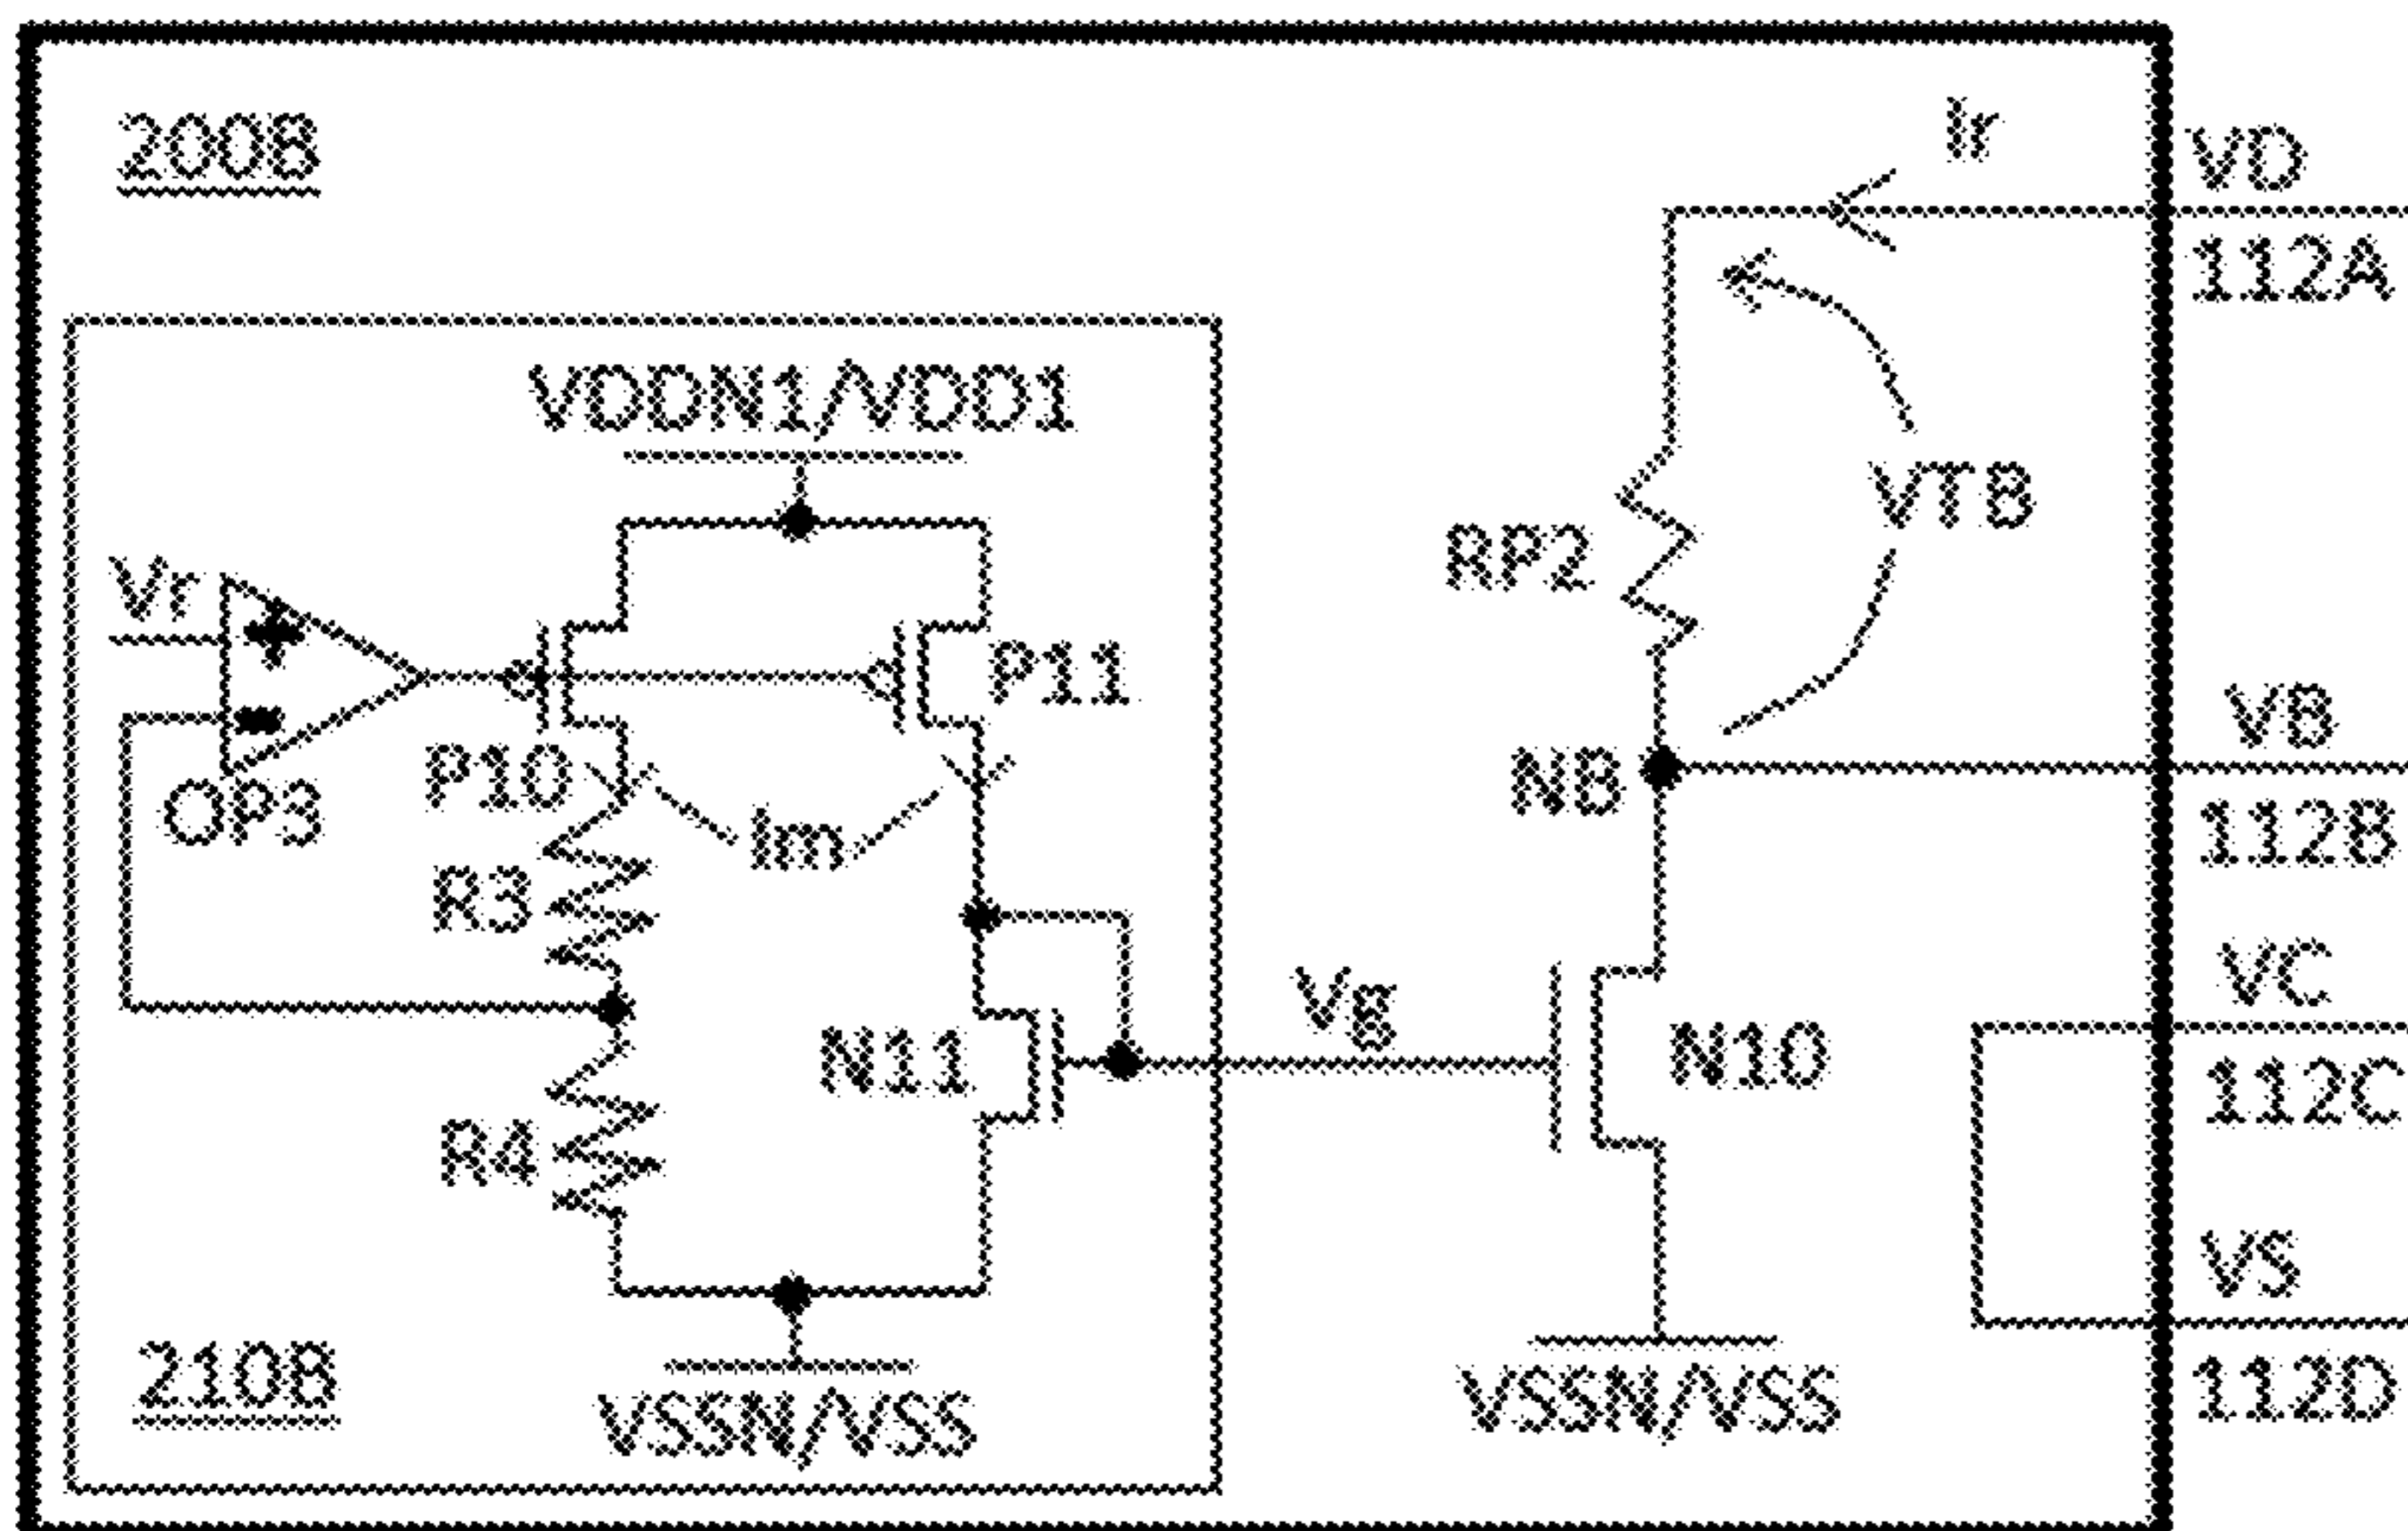 200B
Ir
VD
112A
VDDN1/VDD1
Vr
+
-
OP3
P10
P11
Im
R3
R4
N11
VSSN/VSS
210B
Vg
RP2
VTB
NB
N10
VSSN/VSS
VB
112B
VC
112C
VS
112D